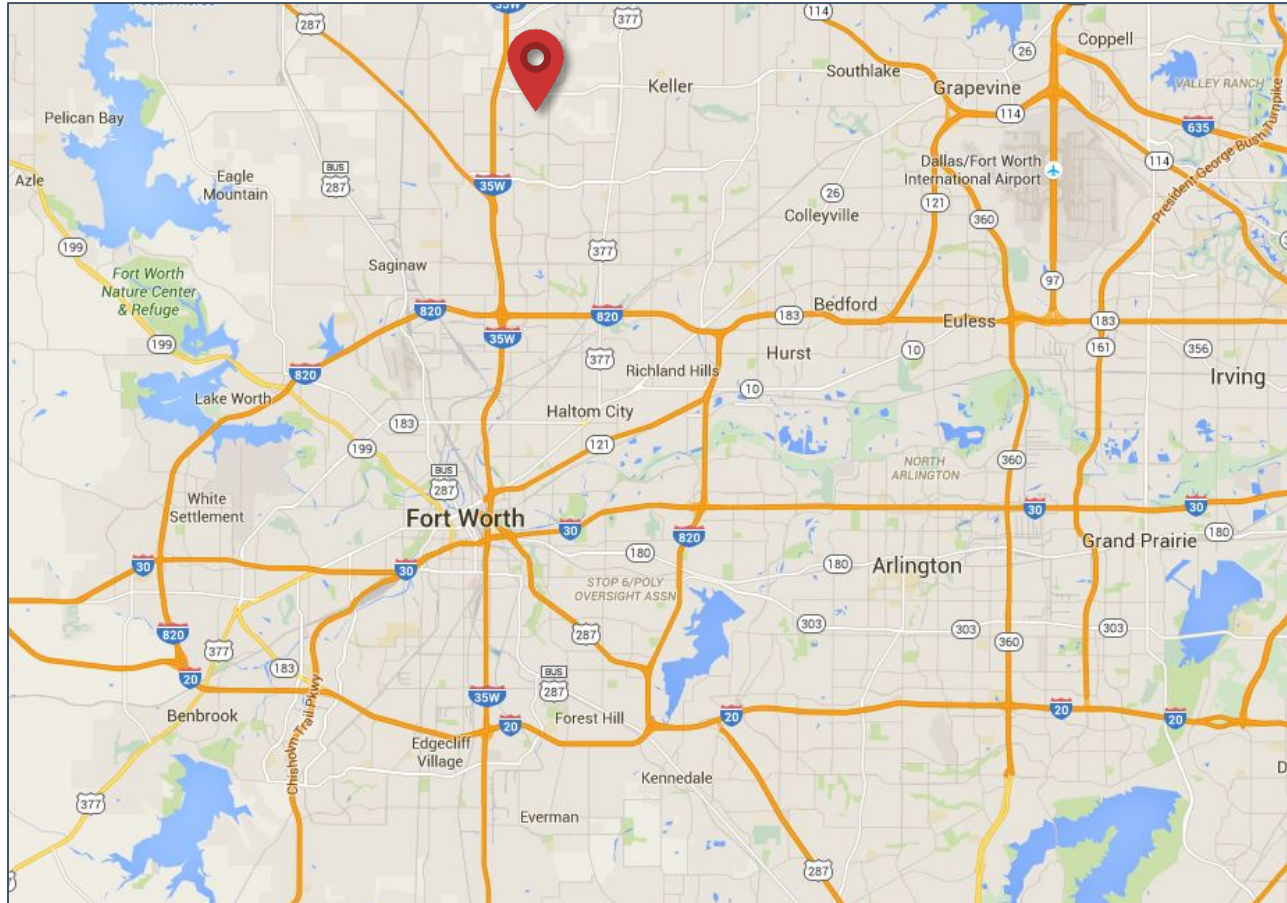 35W
377
287
26
Coppell
Southlake
Keller
Grapevine
VALLEY RANCH
Pelican Bay
114
635
President George Bush Turnpike
BUS
287
Dallas/Fort Worth
International Airport
114
Azle
Eagle
Mountain
35W
26
121
Colleyville
360
199
377
Saginaw
Fort Worth
Nature Center
& Refuge
97
Bedford
820
820
183
Euless
183
35W
199
161
356
377
Hurst
10
Richland Hills
820
10
Irving
Lake Worth
Haltom City
183
121
199
NORTH
ARLINGTON
360
BUS
287
White
Settlement
Fort Worth
30
30
30
180
820
Grand Prairie
180
180
Arlington
30
30
STOP 6/POLY
OVERSIGHT ASSN
303
303
303
820
287
377
360
183
BUS
287
20
35W
Benbrook
Chisholm Trail Pkwy
Forest Hill
20
20
20
20
Edgecliff
Village
Kennedale
377
Everman
287